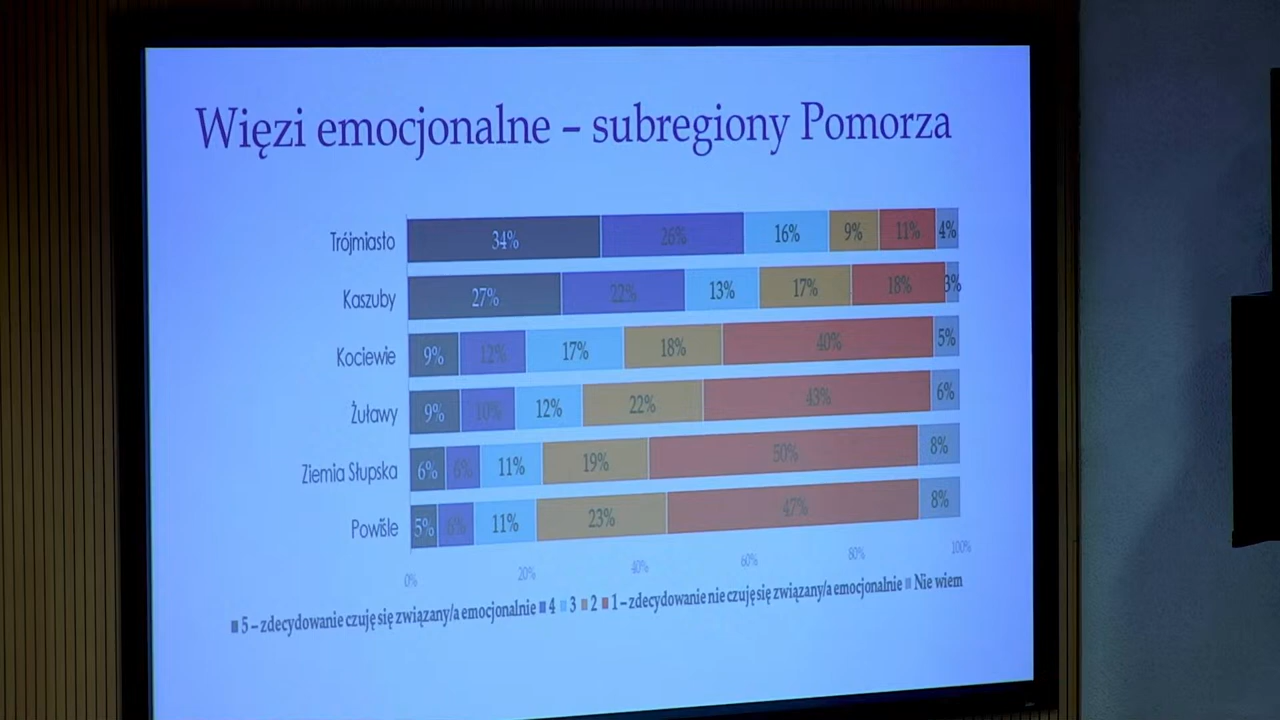 Więzi emocjonalne – subregiony Pomorza
Trójmiasto 34% 26% 16% 9% 11% 4%
Kaszuby 27% 22% 13% 17% 18% 3%
Kociewie 9% 12% 17% 18% 40% 5%
Żuławy 9% 10% 12% 22% 43% 6%
Ziemia Słupska 6% 6% 11% 19% 50% 8%
Powiśle 5% 6% 11% 23% 47% 8%
0% 20% 40% 60% 80% 100%
5 – zdecydowanie czuję się związany/a emocjonalnie 4 3 2 1 – zdecydowanie nie czuję się związany/a emocjonalnie Nie wiem